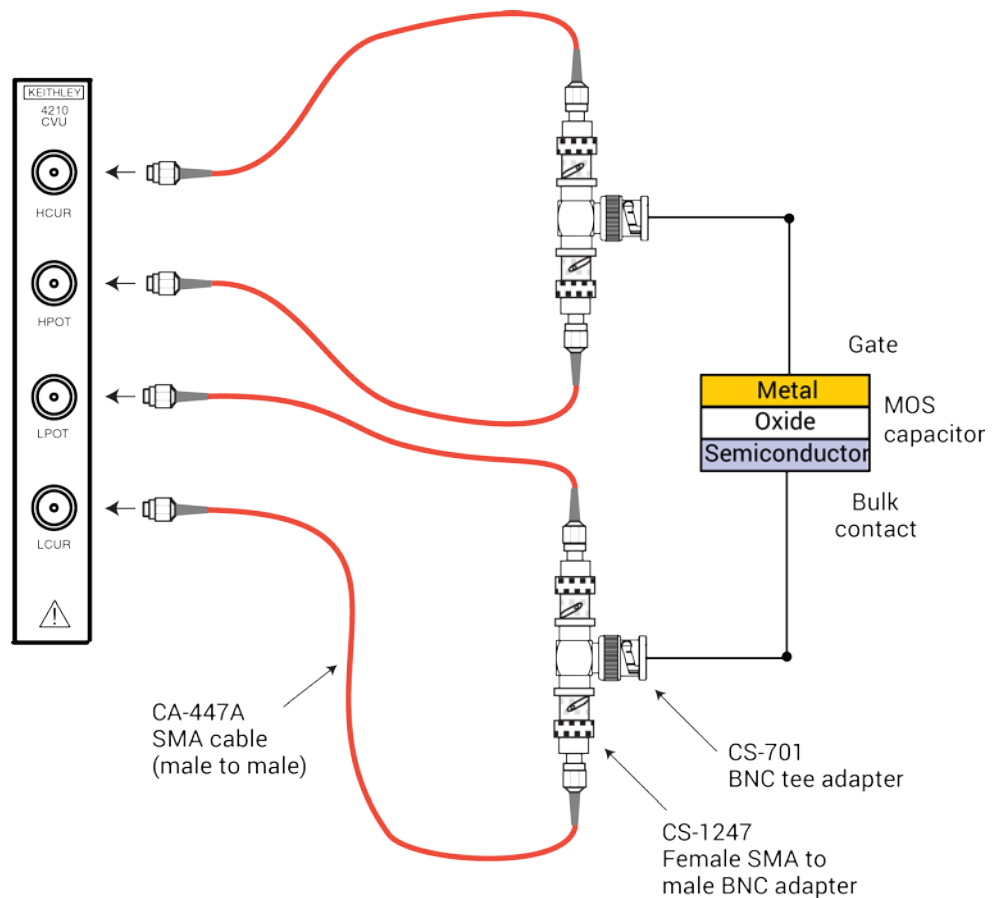 KEITHLEY
4210
CVU
HCUR
HPOT
LPOT
LCUR
Gate
Metal
Oxide
Semiconductor
MOS
capacitor
Bulk
contact
CA-447A
SMA cable
(male to male)
CS-701
BNC tee adapter
CS-1247
Female SMA to
male BNC adapter